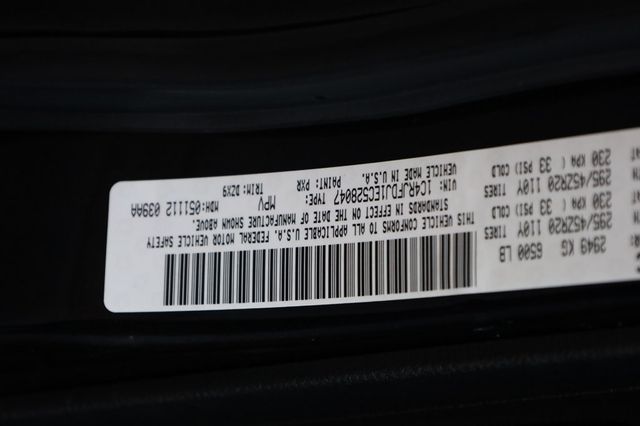 2949 KG 6500 LB
295/45ZR20 110Y TIRES
230 KPA ( 33 PSI) COLD
295/45ZR20 110Y TIRES
230 KPA ( 33 PSI) COLD
THIS VEHICLE CONFORMS TO ALL APPLICABLE U.S.A. FEDERAL MOTOR VEHICLE SAFETY
STANDARDS IN EFFECT ON THE DATE OF MANUFACTURE SHOWN ABOVE.
VIN: 1C4RJFDJ1EC528047 TYPE: MPV MDH:051112 039AA
VEHICLE MADE IN U.S.A. PAINT: PXR TRIM: DZX9